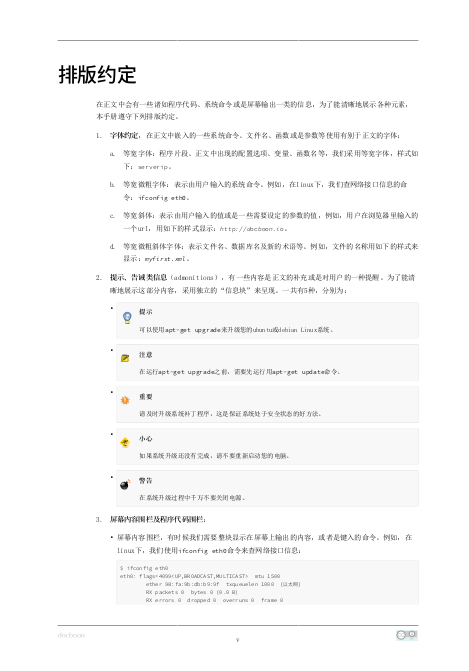 排版约定
在正文中会有一些诸如程序代码、系统命令或是屏幕输出一类的信息，为了能清晰地展示各种元素，
本手册遵守下列排版约定。
1. 字体约定，在正文中嵌入的一些系统命令、文件名、函数或是参数等使用有别于正文的字体：
a. 等宽字体：程序片段、正文中出现的配置选项、变量、函数名等，我们采用等宽字体，样式如
下：serverip。
b. 等宽微粗字体：表示由用户输入的系统命令。例如，在linux下，我们查网络接口信息的命
令：ifconfig eth0。
c. 等宽斜体：表示由用户输入的值或是一些需要设定的参数的值，例如，用户在浏览器里输入的
一个url，用如下的样式显示：http://docboon.io。
d. 等宽微粗斜体字体：表示文件名、数据库名及新的术语等。例如：文件的名称用如下的样式来
显示：myfirst.xml。
2. 提示、告诫类信息（admonitions），有一些内容是正文的补充或是对用户的一种提醒。为了能清
晰地展示这部分内容，采用独立的“信息块”来呈现。一共有5种，分别为：
• 提示
可以使用apt-get upgrade来升级您的ubuntu或debian Linux系统。
• 注意
在运行apt-get upgrade之前，需要先运行用apt-get update命令。
• 重要
请及时升级系统补丁程序，这是保证系统处于安全状态的好方法。
• 小心
如果系统升级还没有完成，请不要重新启动您的电脑。
• 警告
在系统升级过程中千万不要关闭电源。
3. 屏幕内容围栏及程序代码围栏：
• 屏幕内容围栏，有时候我们需要整块显示在屏幕上输出的内容，或者是键入的命令。例如，在
linux下，我们使用ifconfig eth0命令来查网络接口信息：
$ ifconfig eth0
eth0: flags=4099<UP,BROADCAST,MULTICAST> mtu 1500
ether 98:fa:9b:db:b9:9f txqueuelen 1000 (以太网)
RX packets 0 bytes 0 (0.0 B)
RX errors 0 dropped 0 overruns 0 frame 0
docboon
v